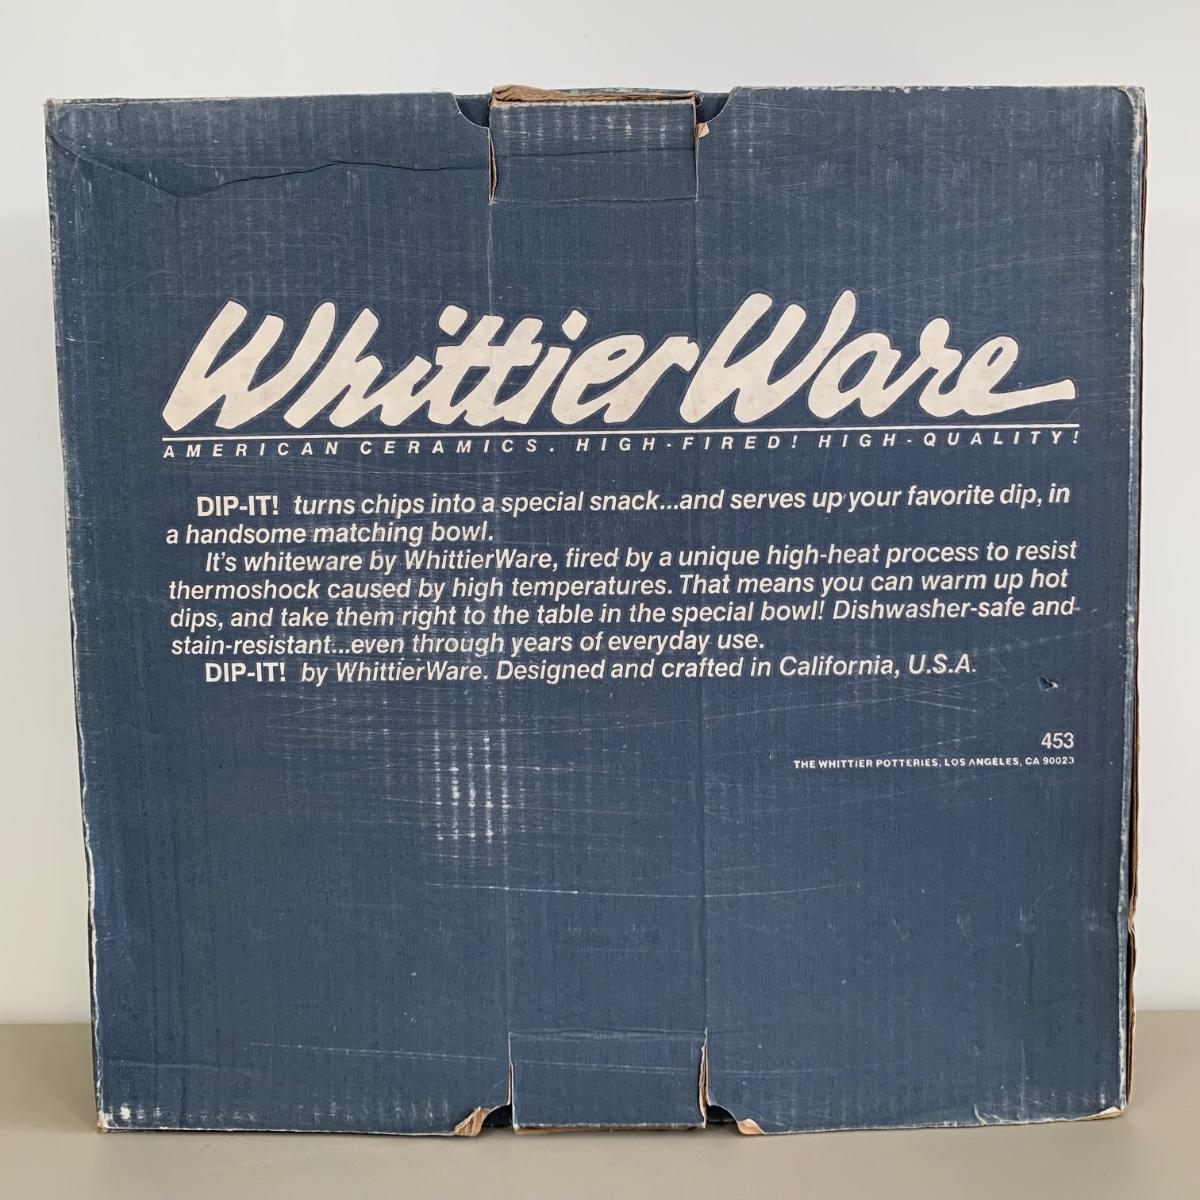 WhittierWare
AMERICAN CERAMICS. HIGH-FIRED! HIGH-QUALITY!
DIP-IT! turns chips into a special snack...and serves up your favorite dip, in
a handsome matching bowl.
It's whiteware by WhittierWare, fired by a unique high-heat process to resist
thermoshock caused by high temperatures. That means you can warm up hot
dips, and take them right to the table in the special bowl! Dishwasher-safe and
stain-resistant...even through years of everyday use.
DIP-IT! by WhittierWare. Designed and crafted in California, U.S.A.
453
THE WHITTIER POTTERIES, LOS ANGELES, CA 90023